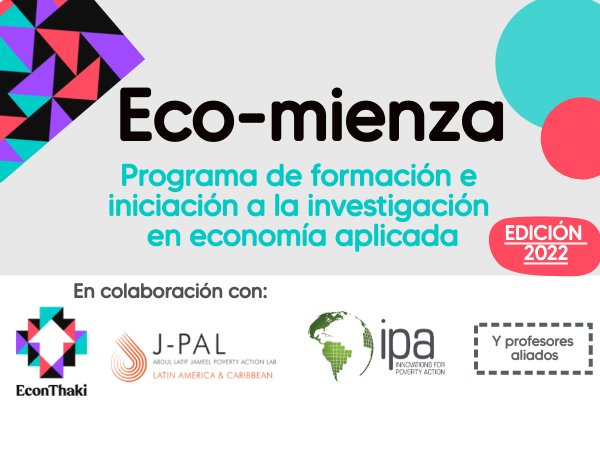 Eco-mienza
Programa de formación e
iniciación a la investigación
en economía aplicada
EDICIÓN
2022
En colaboración con:
EconThaki
J-PAL
ABDUL LATIF JAMEEL POVERTY ACTION LAB
LATIN AMERICA & CARIBBEAN
ipa
INNOVATIONS FOR
POVERTY ACTION
Y profesores
aliados